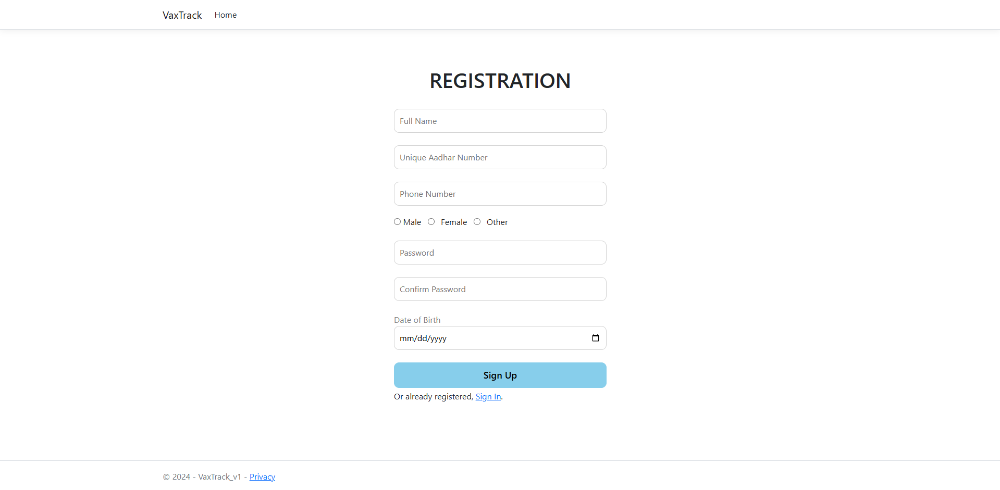 VaxTrack Home
REGISTRATION
Full Name
Unique Aadhar Number
Phone Number
Male Female Other
Password
Confirm Password
Date of Birth
mm/dd/yyyy
Sign Up
Or already registered, Sign In.
© 2024 - VaxTrack_v1 - Privacy